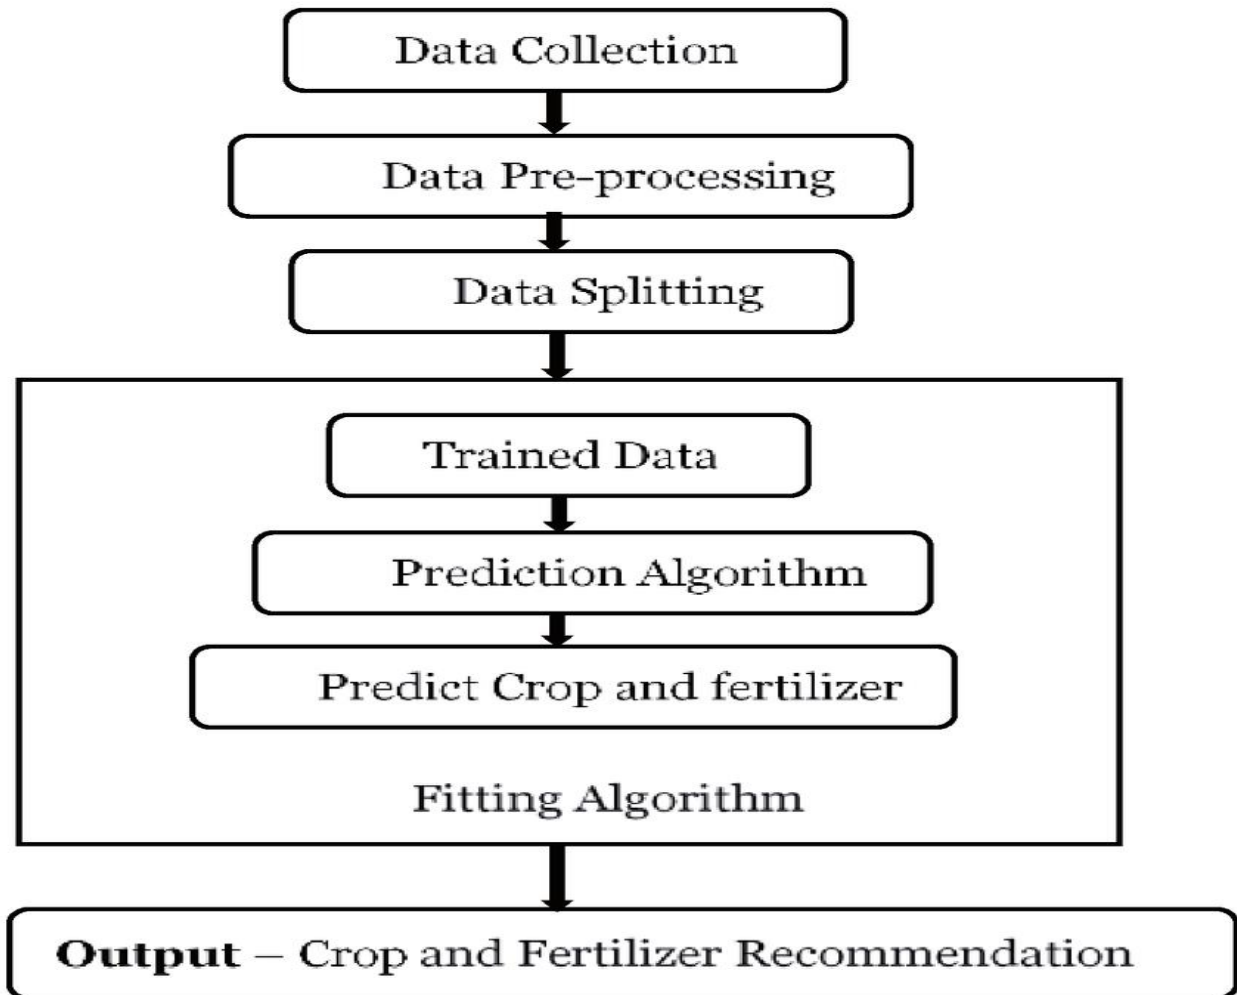 Data Collection
Data Pre-processing
Data Splitting
Trained Data
Prediction Algorithm
Predict Crop and fertilizer
Fitting Algorithm
Output – Crop and Fertilizer Recommendation